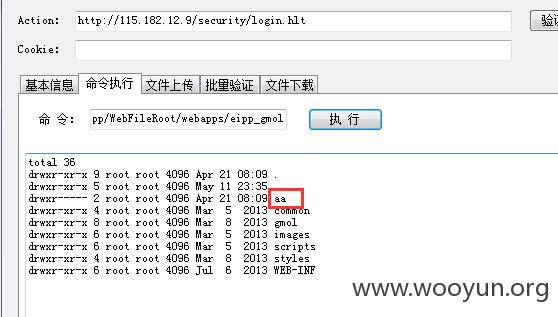 Action: http://115.182.12.9/security/login.hlt
Cookie:
基本信息 命令执行 文件上传 批量验证 文件下载
命 令: pp/WebFileRoot/webapps/eipp_gmol 执 行
total 36
drwxr-xr-x 9 root root 4096 Apr 21 08:09 .
drwxr-xr-x 5 root root 4096 May 11 23:35
drwxr----- 2 root root 4096 Apr 21 08:09 aa
drwxr-xr-x 4 root root 4096 Mar 5 2013 common
drwxr-xr-x 8 root root 4096 Mar 8 2013 gmol
drwxr-xr-x 6 root root 4096 Mar 5 2013 images
drwxr-xr-x 3 root root 4096 Mar 5 2013 scripts
drwxr-xr-x 4 root root 4096 Mar 8 2013 styles
drwxr-xr-x 6 root root 4096 Jul 6 2013 WEB-INF
www.wooyun.org